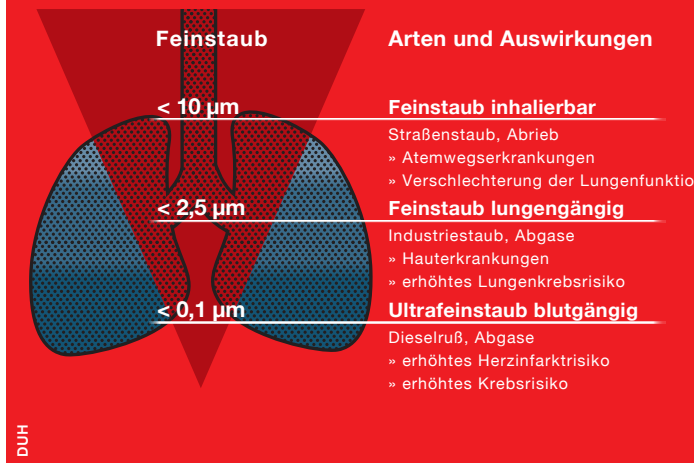 Feinstaub
Arten und Auswirkungen
< 10 µm
Feinstaub inhalierbar
Straßenstaub, Abrieb
» Atemwegserkrankungen
» Verschlechterung der Lungenfunktio
< 2,5 µm
Feinstaub lungengängig
Industriestaub, Abgase
» Hauterkrankungen
» erhöhtes Lungenkrebsrisiko
< 0,1 µm
Ultrafeinstaub blutgängig
Dieselruß, Abgase
» erhöhtes Herzinfarktrisiko
» erhöhtes Krebsrisiko
DUH